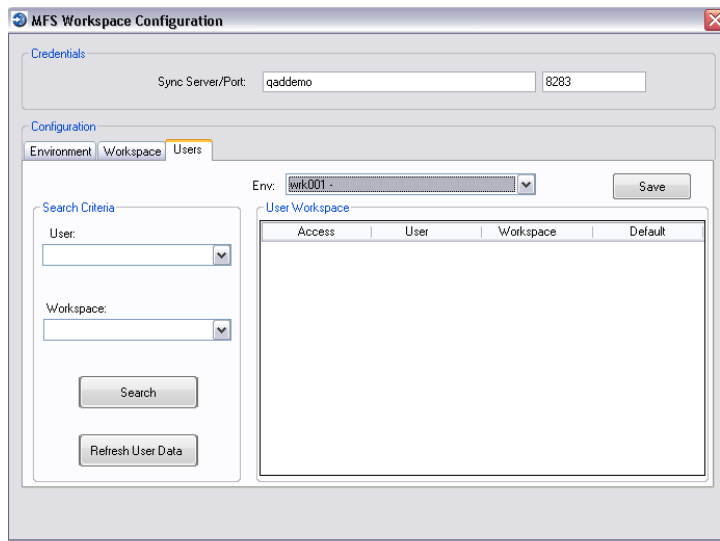 MFS Workspace Configuration
Credentials
Sync Server/Port: qaddemo 8283
Configuration
Environment Workspace Users
Env: wrk001 - Save
Search Criteria
User:
Workspace:
Search
Refresh User Data
User Workspace
Access User Workspace Default